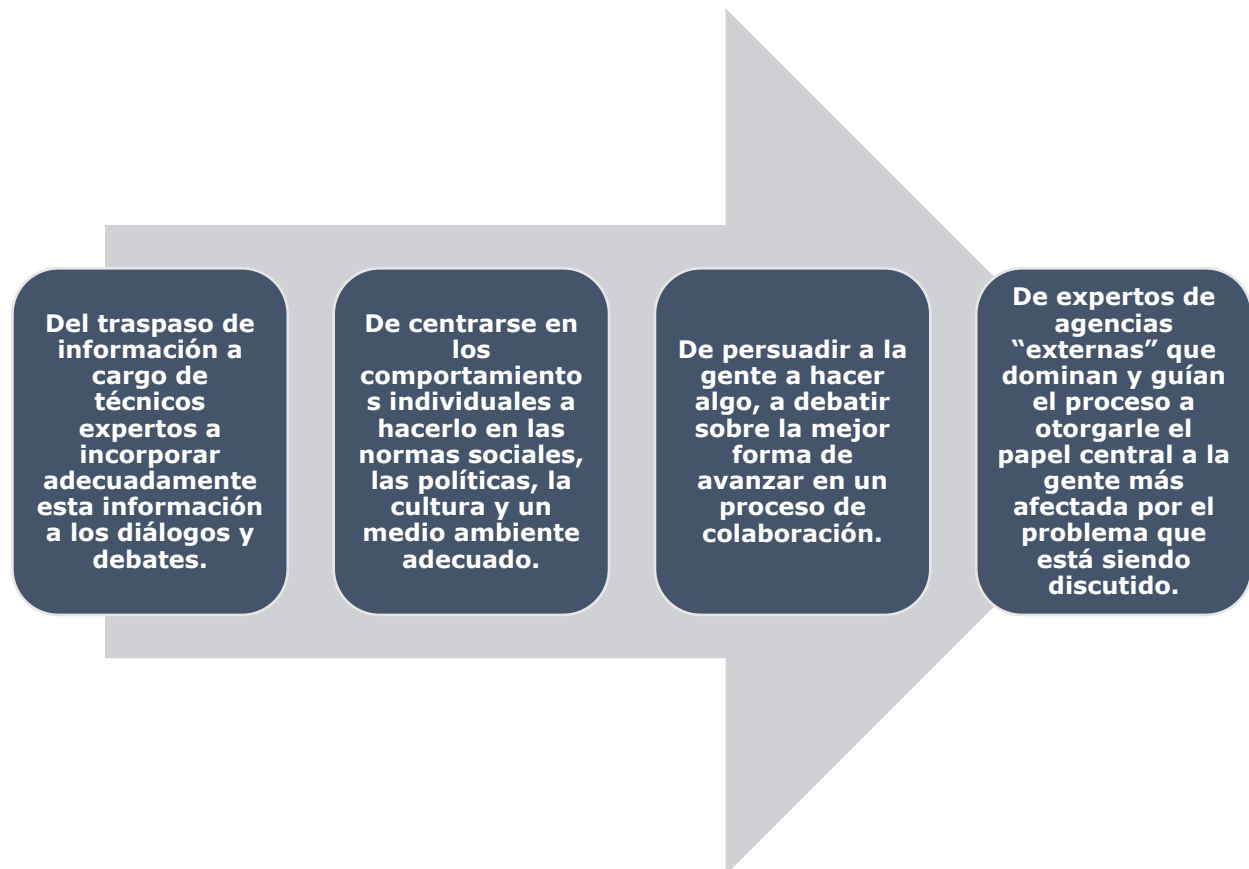 Del traspaso de
información a
cargo de
técnicos
expertos a
incorporar
adecuadamente
esta información
a los diálogos y
debates.
De centrarse en
los
comportamiento
s individuales a
hacerlo en las
normas sociales,
las políticas, la
cultura y un
medio ambiente
adecuado.
De persuadir a la
gente a hacer
algo, a debatir
sobre la mejor
forma de
avanzar en un
proceso de
colaboración.
De expertos de
agencias
“externas” que
dominan y guían
el proceso a
otorgarle el
papel central a la
gente más
afectada por el
problema que
está siendo
discutido.